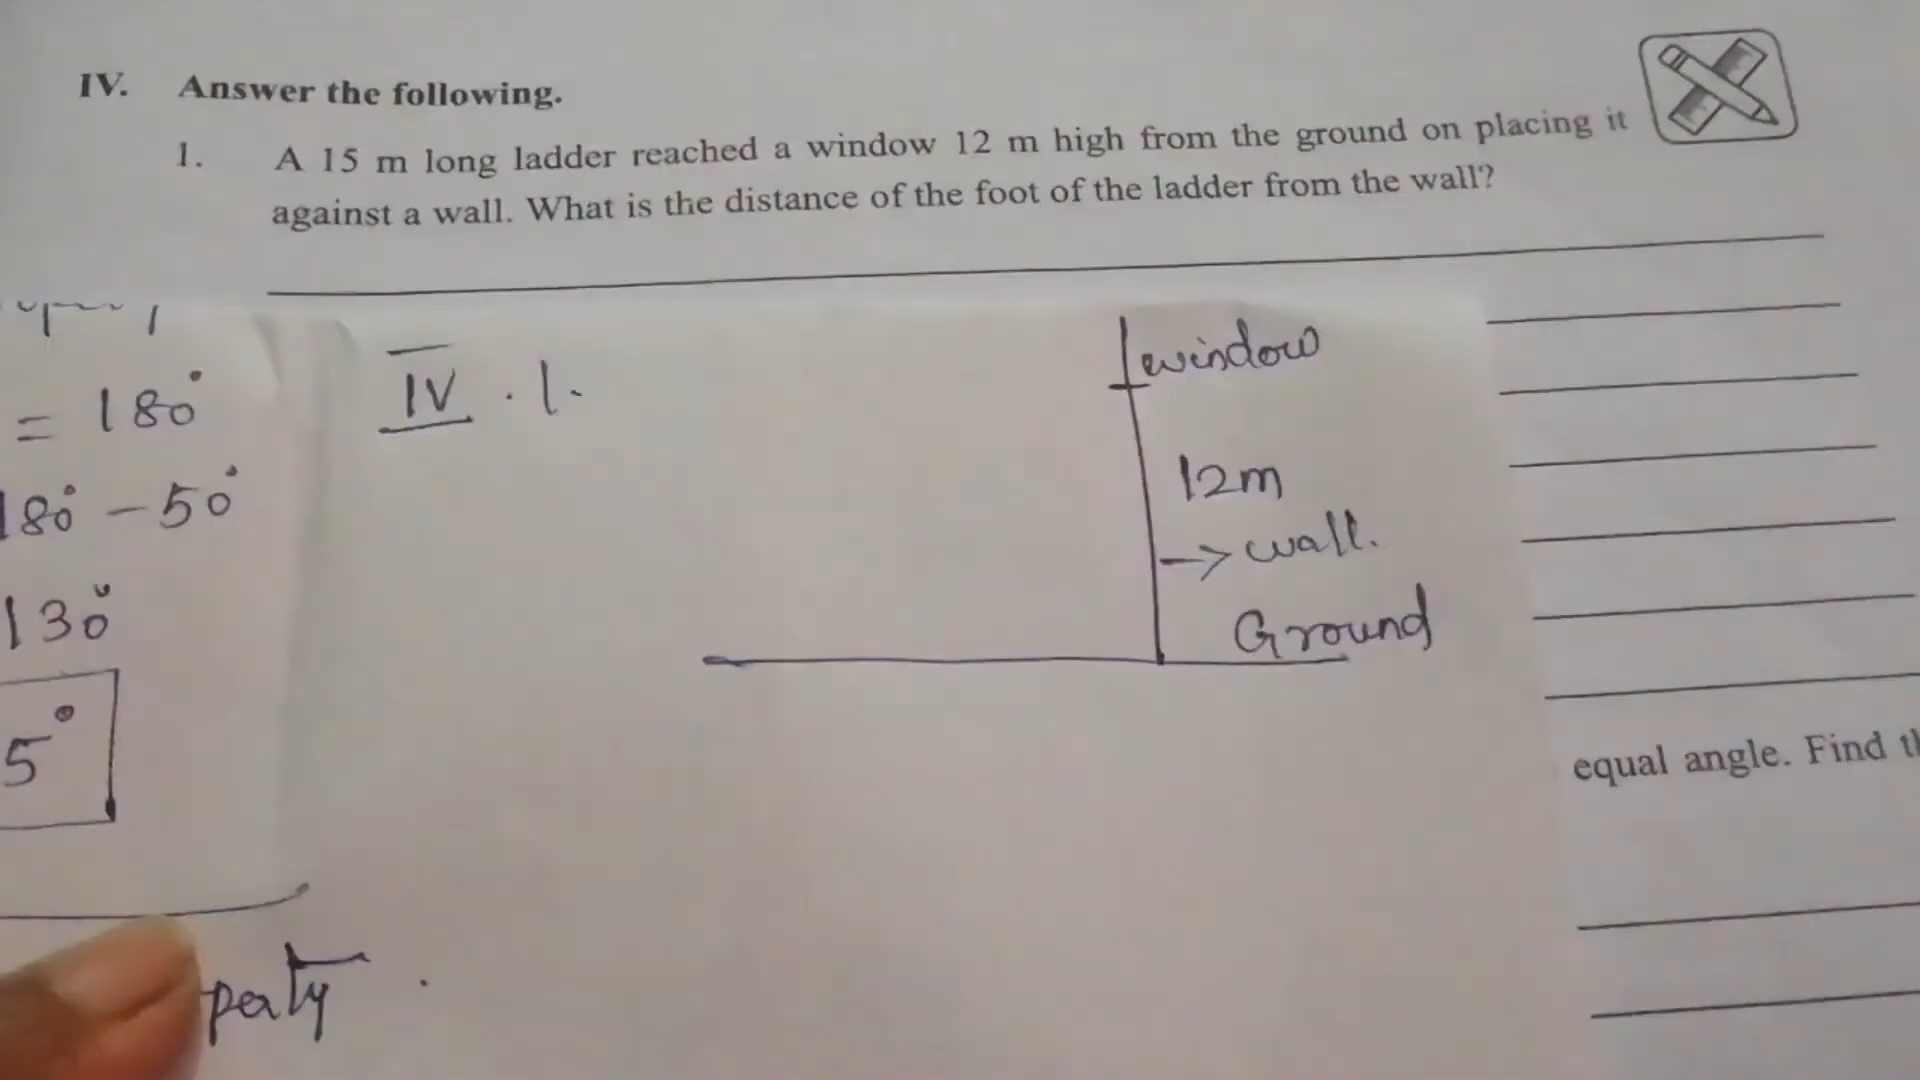 IV. Answer the following.
1. A 15 m long ladder reached a window 12 m high from the ground on placing it
against a wall. What is the distance of the foot of the ladder from the wall?
= 180°
180° - 50°
130°
5°
perty
IV . 1.
window
12m
→ wall.
Ground
equal angle. Find